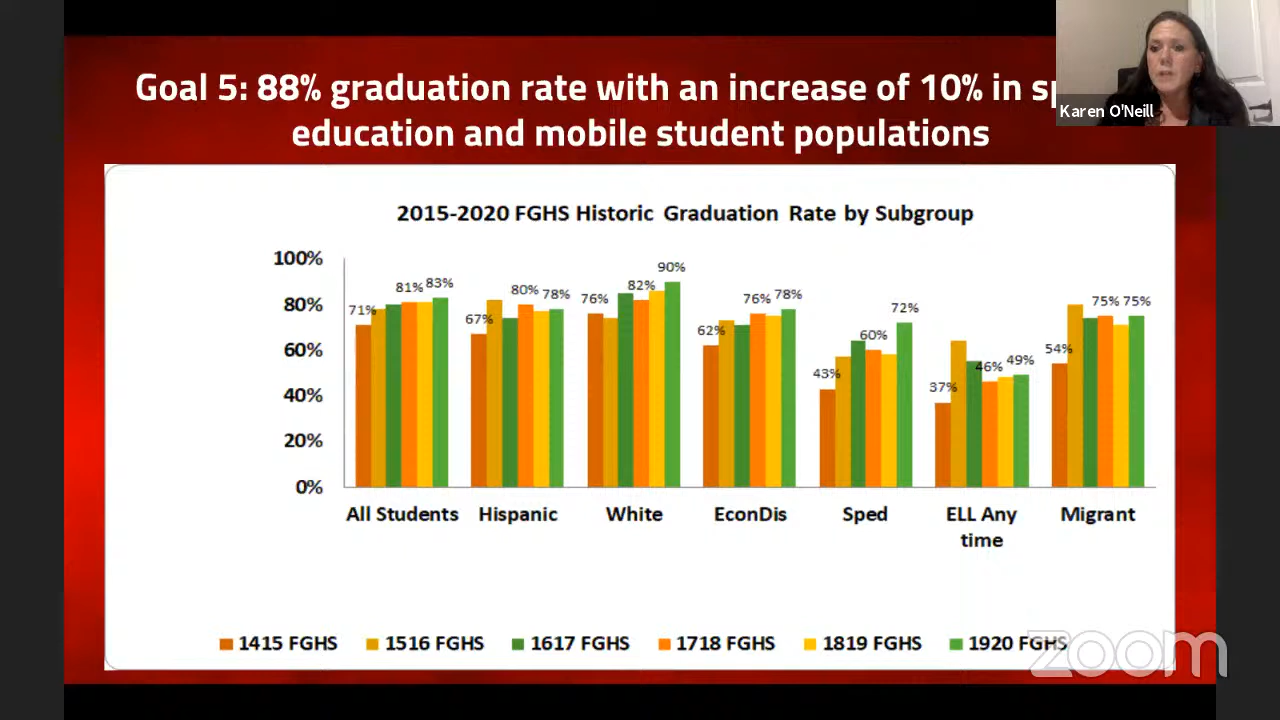 Goal 5: 88% graduation rate with an increase of 10% in
education and mobile student populations
Karen O'Neill
2015-2020 FGHS Historic Graduation Rate by Subgroup
100%
80%
60%
40%
20%
0%
71% 81% 83%
67% 80% 78%
76% 82% 90%
62% 76% 78%
43% 60% 72%
37% 46% 49%
54% 75% 75%
All Students Hispanic White EconDis Sped ELL Any Migrant
time
1415 FGHS 1516 FGHS 1617 FGHS 1718 FGHS 1819 FGHS 1920 FGHS
zoom